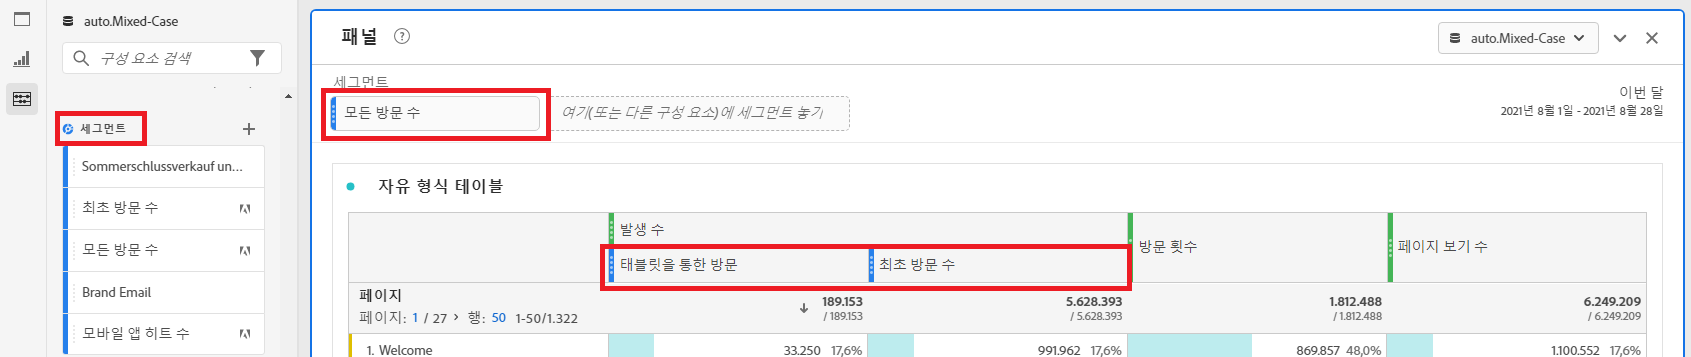 auto.Mixed-Case
구성 요소 검색
세그먼트
Sommerschlussverkauf un...
최초 방문 수
모든 방문 수
Brand Email
모바일 앱 히트 수
패널
auto.Mixed-Case
세그먼트
모든 방문 수
여기(또는 다른 구성 요소)에 세그먼트 놓기
이번 달
2021년 8월 1일 - 2021년 8월 28일
자유 형식 테이블
발생 수
방문 횟수
페이지 보기 수
태블릿을 통한 방문
최초 방문 수
페이지
189.153
5.628.393
1.812.488
6.249.209
페이지: 1 / 27 > 행: 50 1-50/1.322
/ 189.153
/ 5.628.393
/ 1.812.488
/ 6.249.209
1. Welcome 33.250 17,6% 991.962 17,6% 869.857 48,0% 1.100.552 17,6%